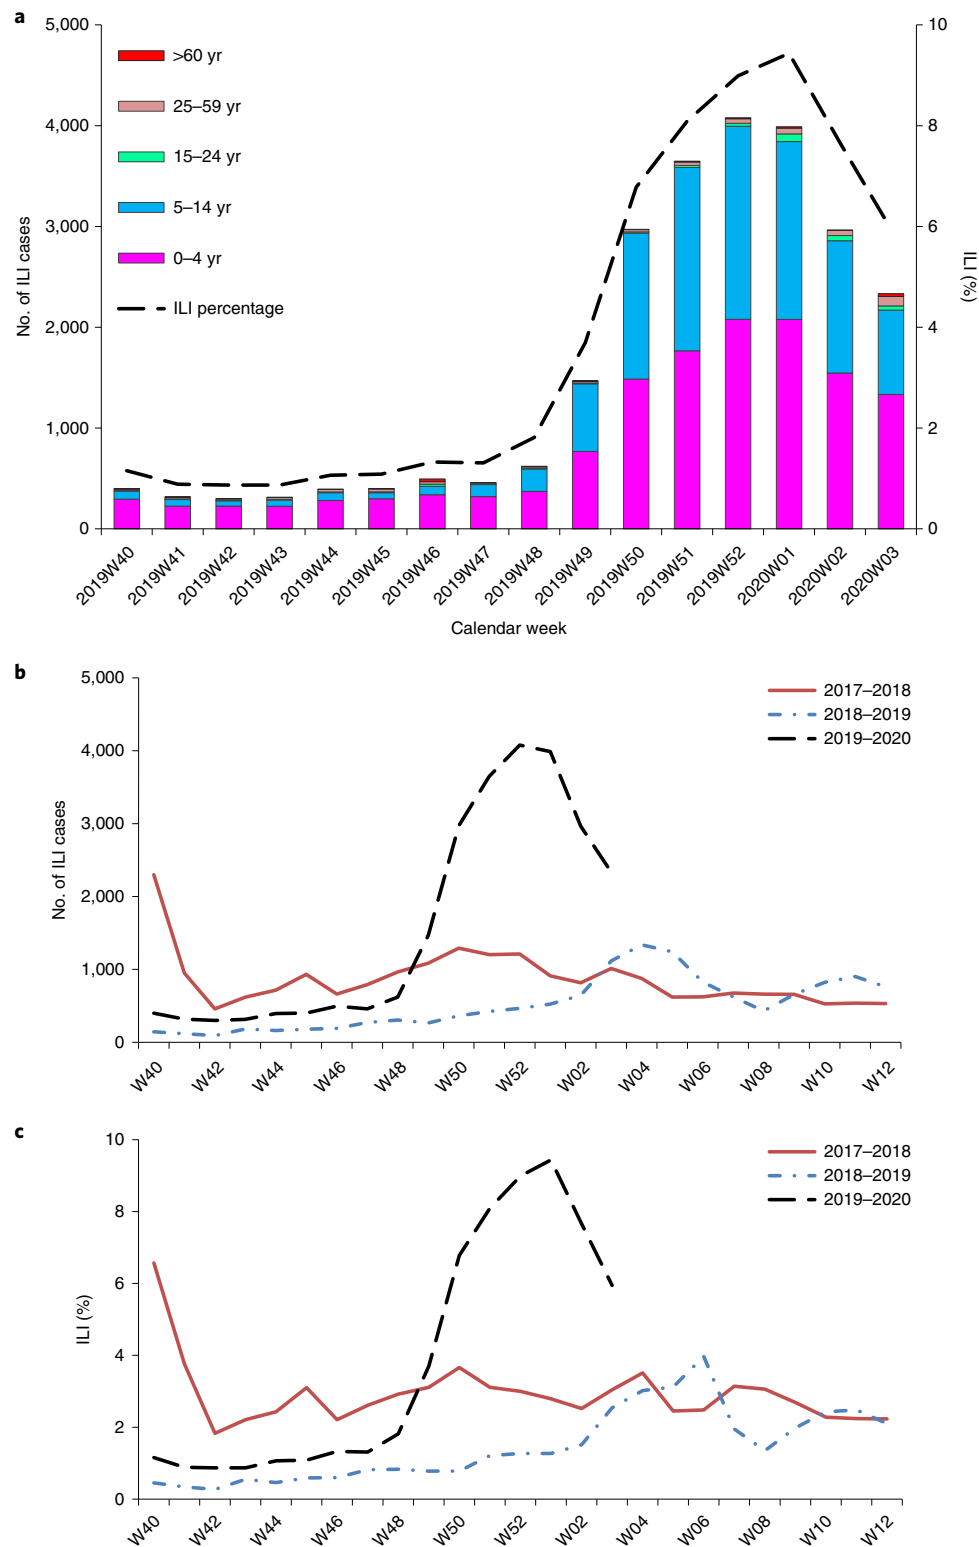 a
5,000
4,000
3,000
2,000
1,000
0
No. of ILI cases
>60 yr
25–59 yr
15–24 yr
5–14 yr
0–4 yr
ILI percentage
10
8
6
4
2
0
ILI (%)
2019W40
2019W41
2019W42
2019W43
2019W44
2019W45
2019W46
2019W47
2019W48
2019W49
2019W50
2019W51
2019W52
2020W01
2020W02
2020W03
Calendar week
b
5,000
4,000
3,000
2,000
1,000
0
No. of ILI cases
2017–2018
2018–2019
2019–2020
W40
W42
W44
W46
W48
W50
W52
W02
W04
W06
W08
W10
W12
c
10
8
6
4
2
0
ILI (%)
2017–2018
2018–2019
2019–2020
W40
W42
W44
W46
W48
W50
W52
W02
W04
W06
W08
W10
W12